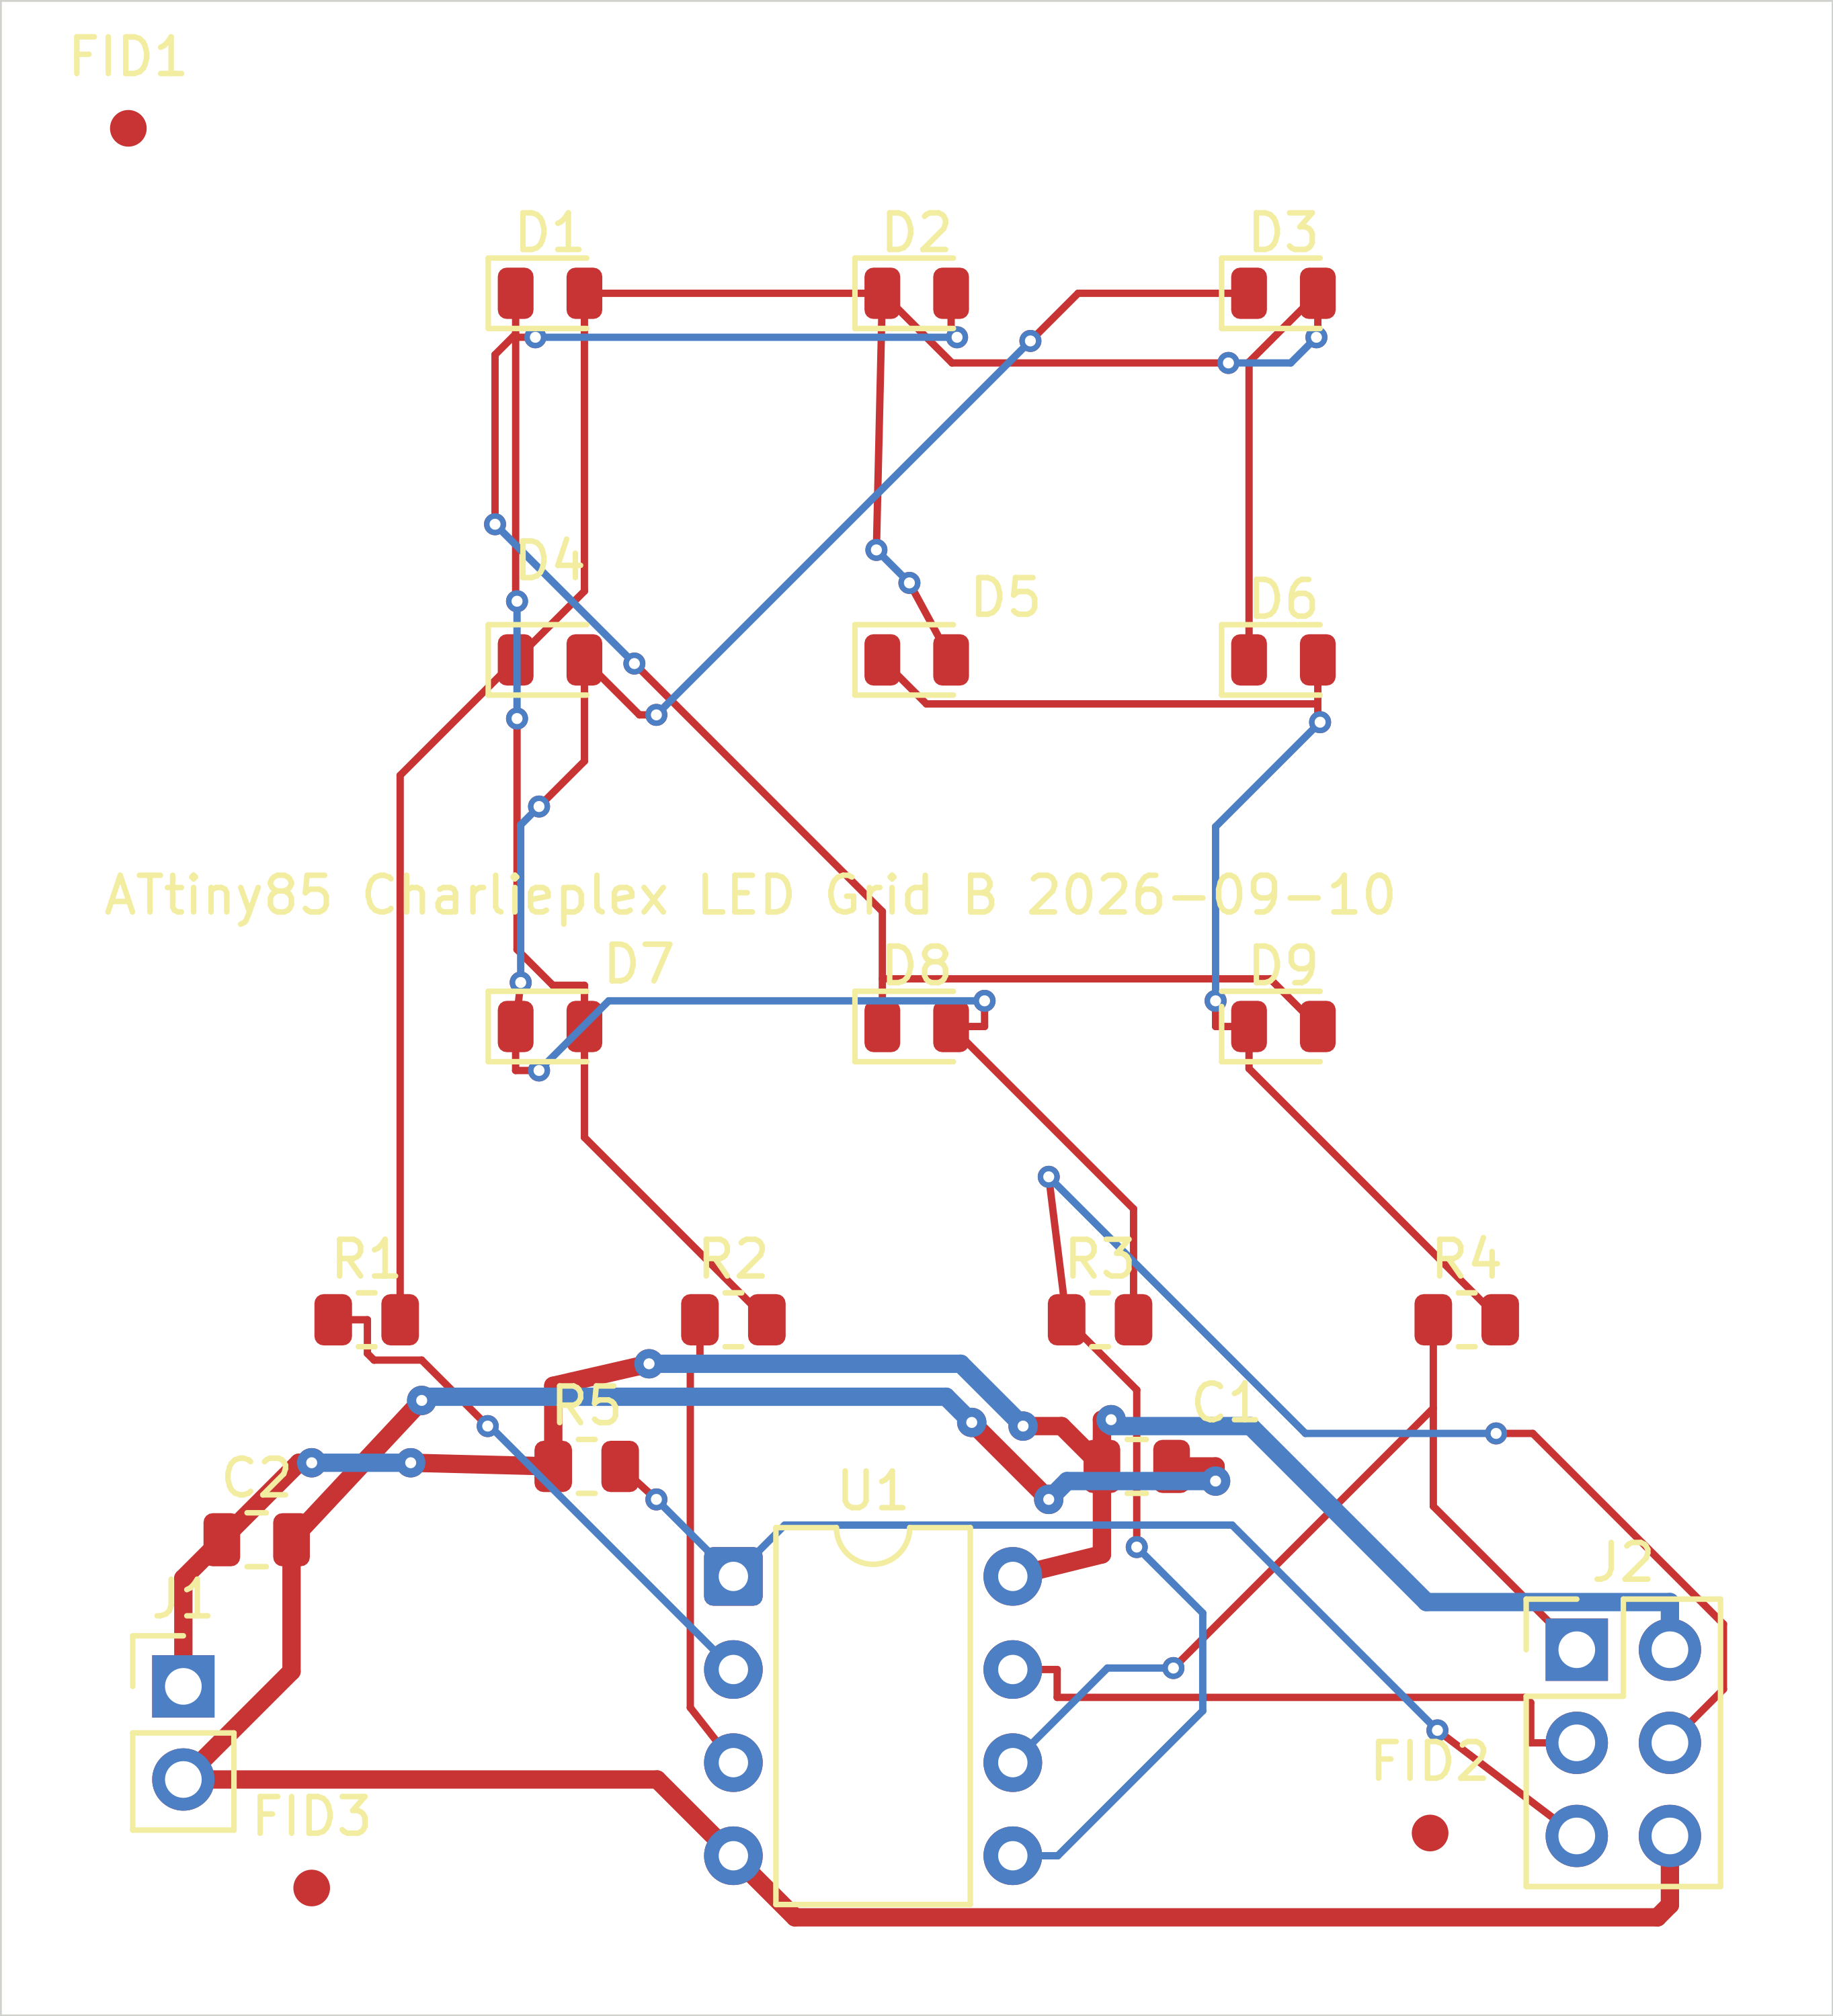 FID1
D1 D2 D3
D4 D5 D6
ATtiny85 Charlieplex LED Grid B 2026-09-10
D7 D8 D9
R1 R2 R3 R4
R5 C1
C2 U1
J1 J2
FID2
FID3